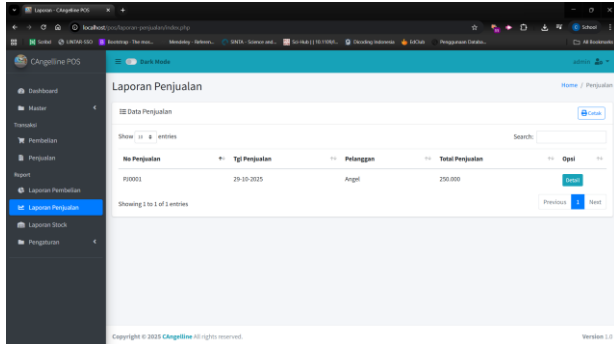 Laporan - CAngelline POS
localhost/pos/laporan-penjualan/index.php
School
All Bookmarks
CAngelline POS
Dark Mode
admin
Dashboard
Master
Transaksi
Pembelian
Penjualan
Report
Laporan Pembelian
Laporan Penjualan
Laporan Stock
Pengaturan
Laporan Penjualan
Home / Penjualan
Data Penjualan
Cetak
Show 10 entries
Search:
No Penjualan Tgl Penjualan Pelanggan Total Penjualan Opsi
PJ0001 29-10-2025 Angel 250.000 Detail
Showing 1 to 1 of 1 entries
Previous 1 Next
Copyright © 2025 CAngelline All rights reserved.
Version 1.0